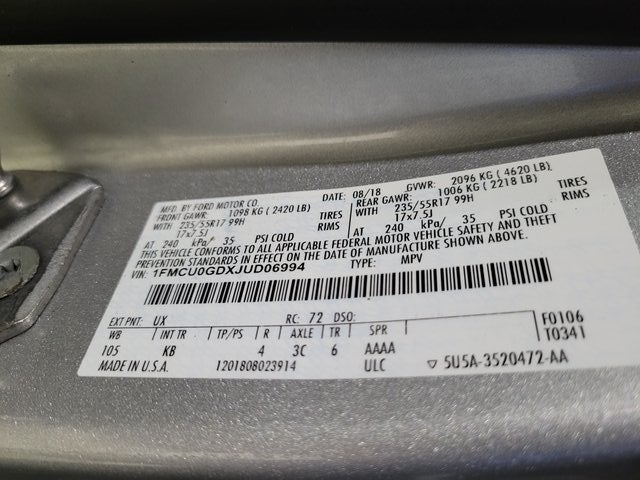 MFD. BY FORD MOTOR CO. DATE: 08/18 GVWR: 2096 KG ( 4620 LB)
FRONT GAWR: 1098 KG ( 2420 LB) REAR GAWR: 1006 KG ( 2218 LB)
WITH 235/55R17 99H TIRES WITH 235/55R17 99H TIRES
17x7.5J RIMS 17x7.5J RIMS
AT 240 kPa/ 35 PSI COLD AT 240 kPa/ 35 PSI COLD
THIS VEHICLE CONFORMS TO ALL APPLICABLE FEDERAL MOTOR VEHICLE SAFETY AND THEFT
PREVENTION STANDARDS IN EFFECT ON THE DATE OF MANUFACTURE SHOWN ABOVE.
VIN: 1FMCU0GDXJUD06994 TYPE: MPV
EXT PNT: UX RC: 72 DSO: F0106
WB INT TR TP/PS R AXLE TR SPR T0341
105 KB 4 3C 6 AAAA
MADE IN U.S.A. 1201808023914 ULC ▽ 5U5A-3520472-AA